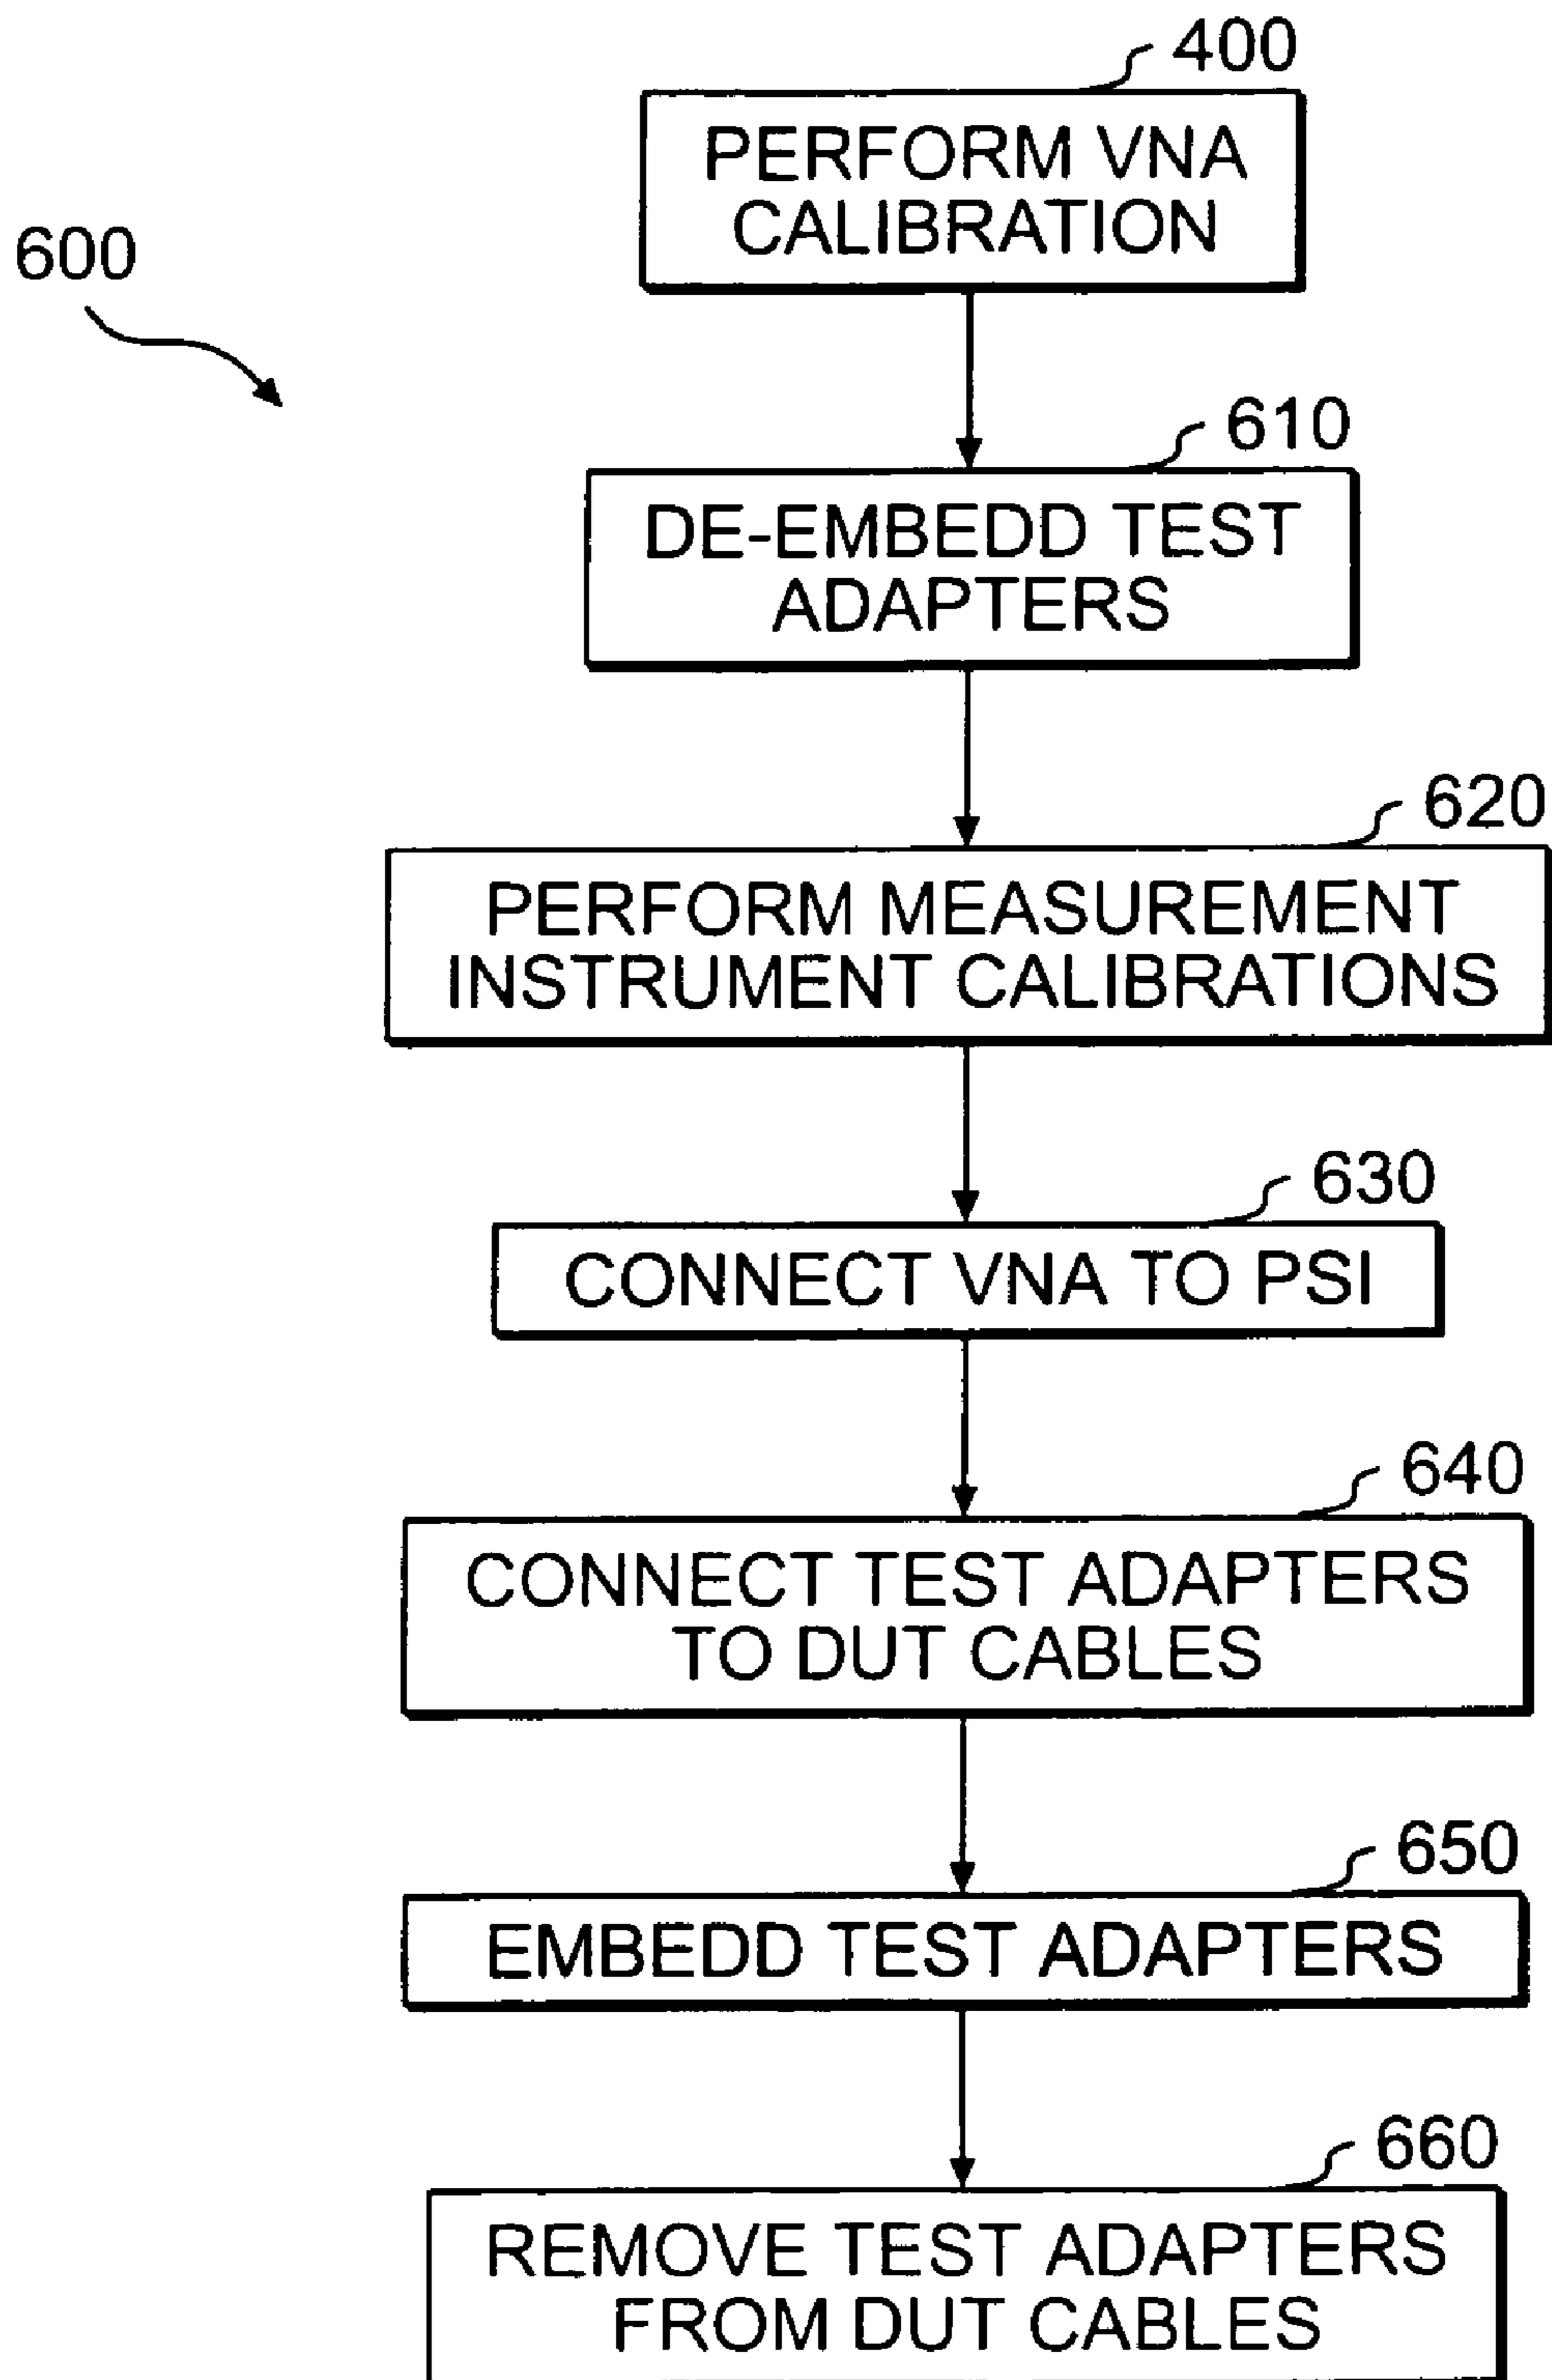 400
PERFORM VNA
CALIBRATION
600
610
DE-EMBEDD TEST
ADAPTERS
620
PERFORM MEASUREMENT
INSTRUMENT CALIBRATIONS
630
CONNECT VNA TO PSI
640
CONNECT TEST ADAPTERS
TO DUT CABLES
650
EMBEDD TEST ADAPTERS
660
REMOVE TEST ADAPTERS
FROM DUT CABLES